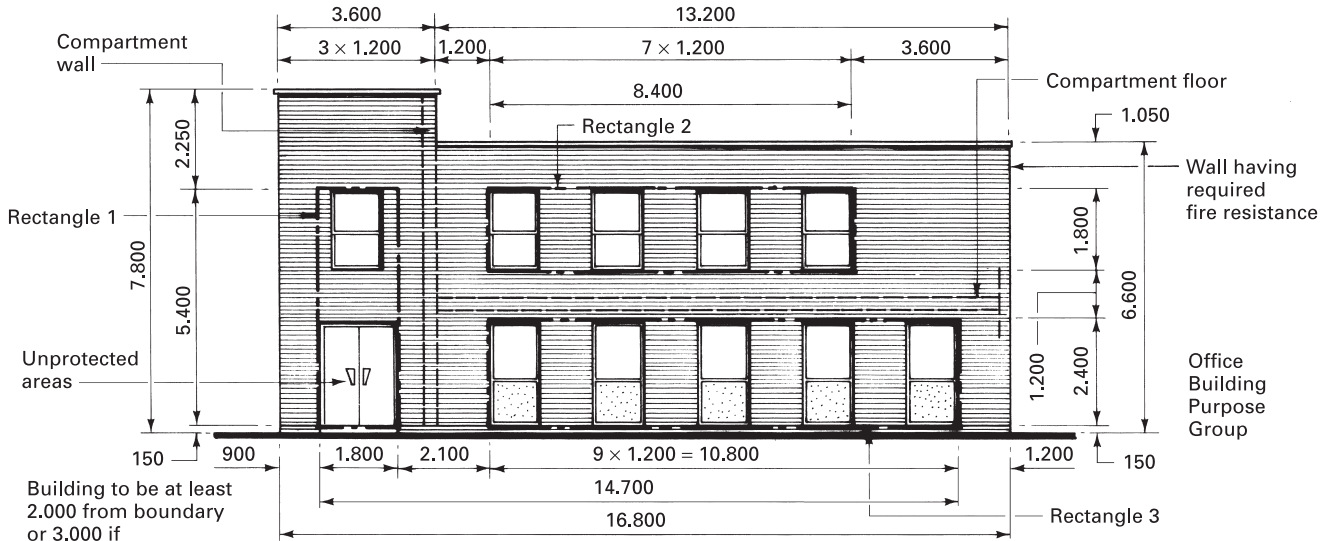 3.600
13.200
Compartment
wall
3 × 1.200
1.200
7 × 1.200
3.600
8.400
Compartment floor
1.050
2.250
Rectangle 2
Wall having
required
fire resistance
Rectangle 1
7.800
5.400
1.800
6.600
1.200
2.400
Unprotected
areas
Office
Building
Purpose
Group
150
900
1.800
2.100
9 × 1.200 = 10.800
1.200
150
Building to be at least
2.000 from boundary
or 3.000 if
14.700
16.800
Rectangle 3